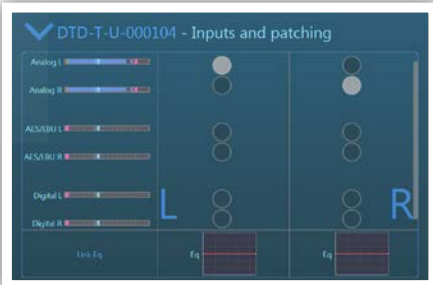 DTD-T-U-000104 - Inputs and patching
Analog L
Analog R
AES/EBU L
AES/EBU R
Digital L
Digital R
L
R
Link Eq
Eq
Eq